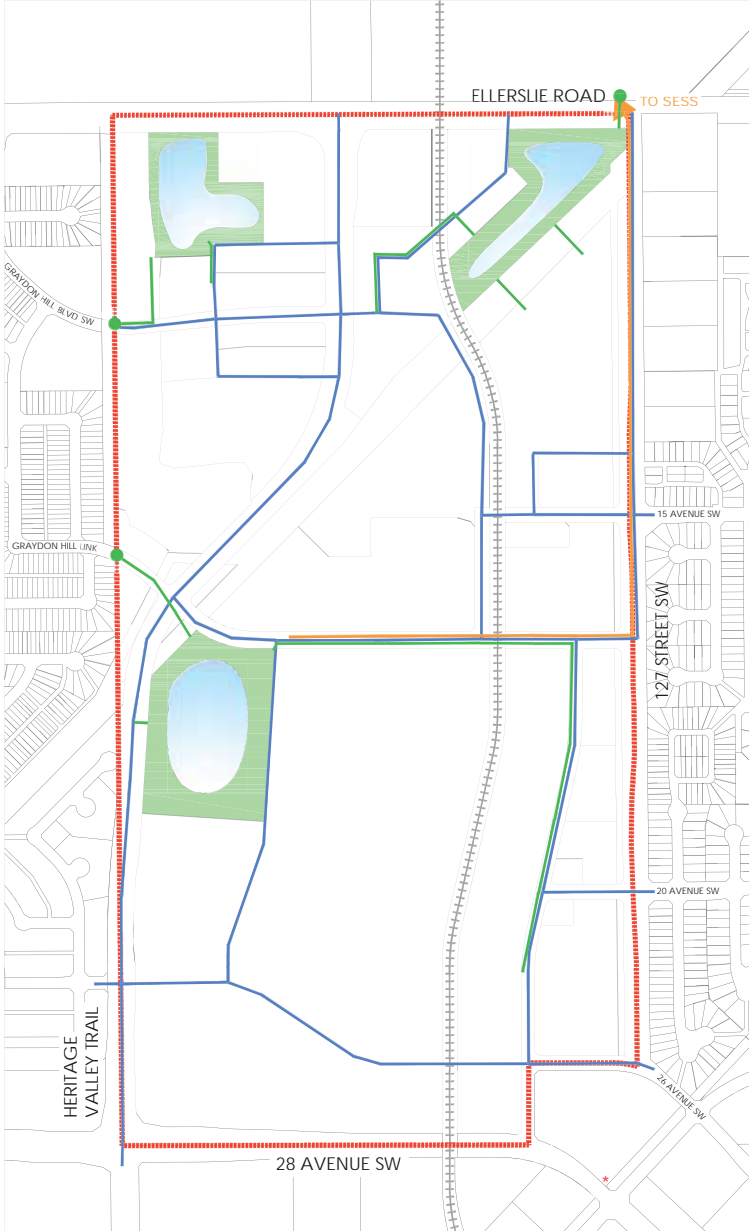 ELLERSLIE ROAD
TO SESS
GRAYDON HILL BLVD SW
15 AVENUE SW
GRAYDON HILL LINK
127 STREET SW
20 AVENUE SW
HERITAGE
VALLEY TRAIL
26 AVENUE SW
28 AVENUE SW
*